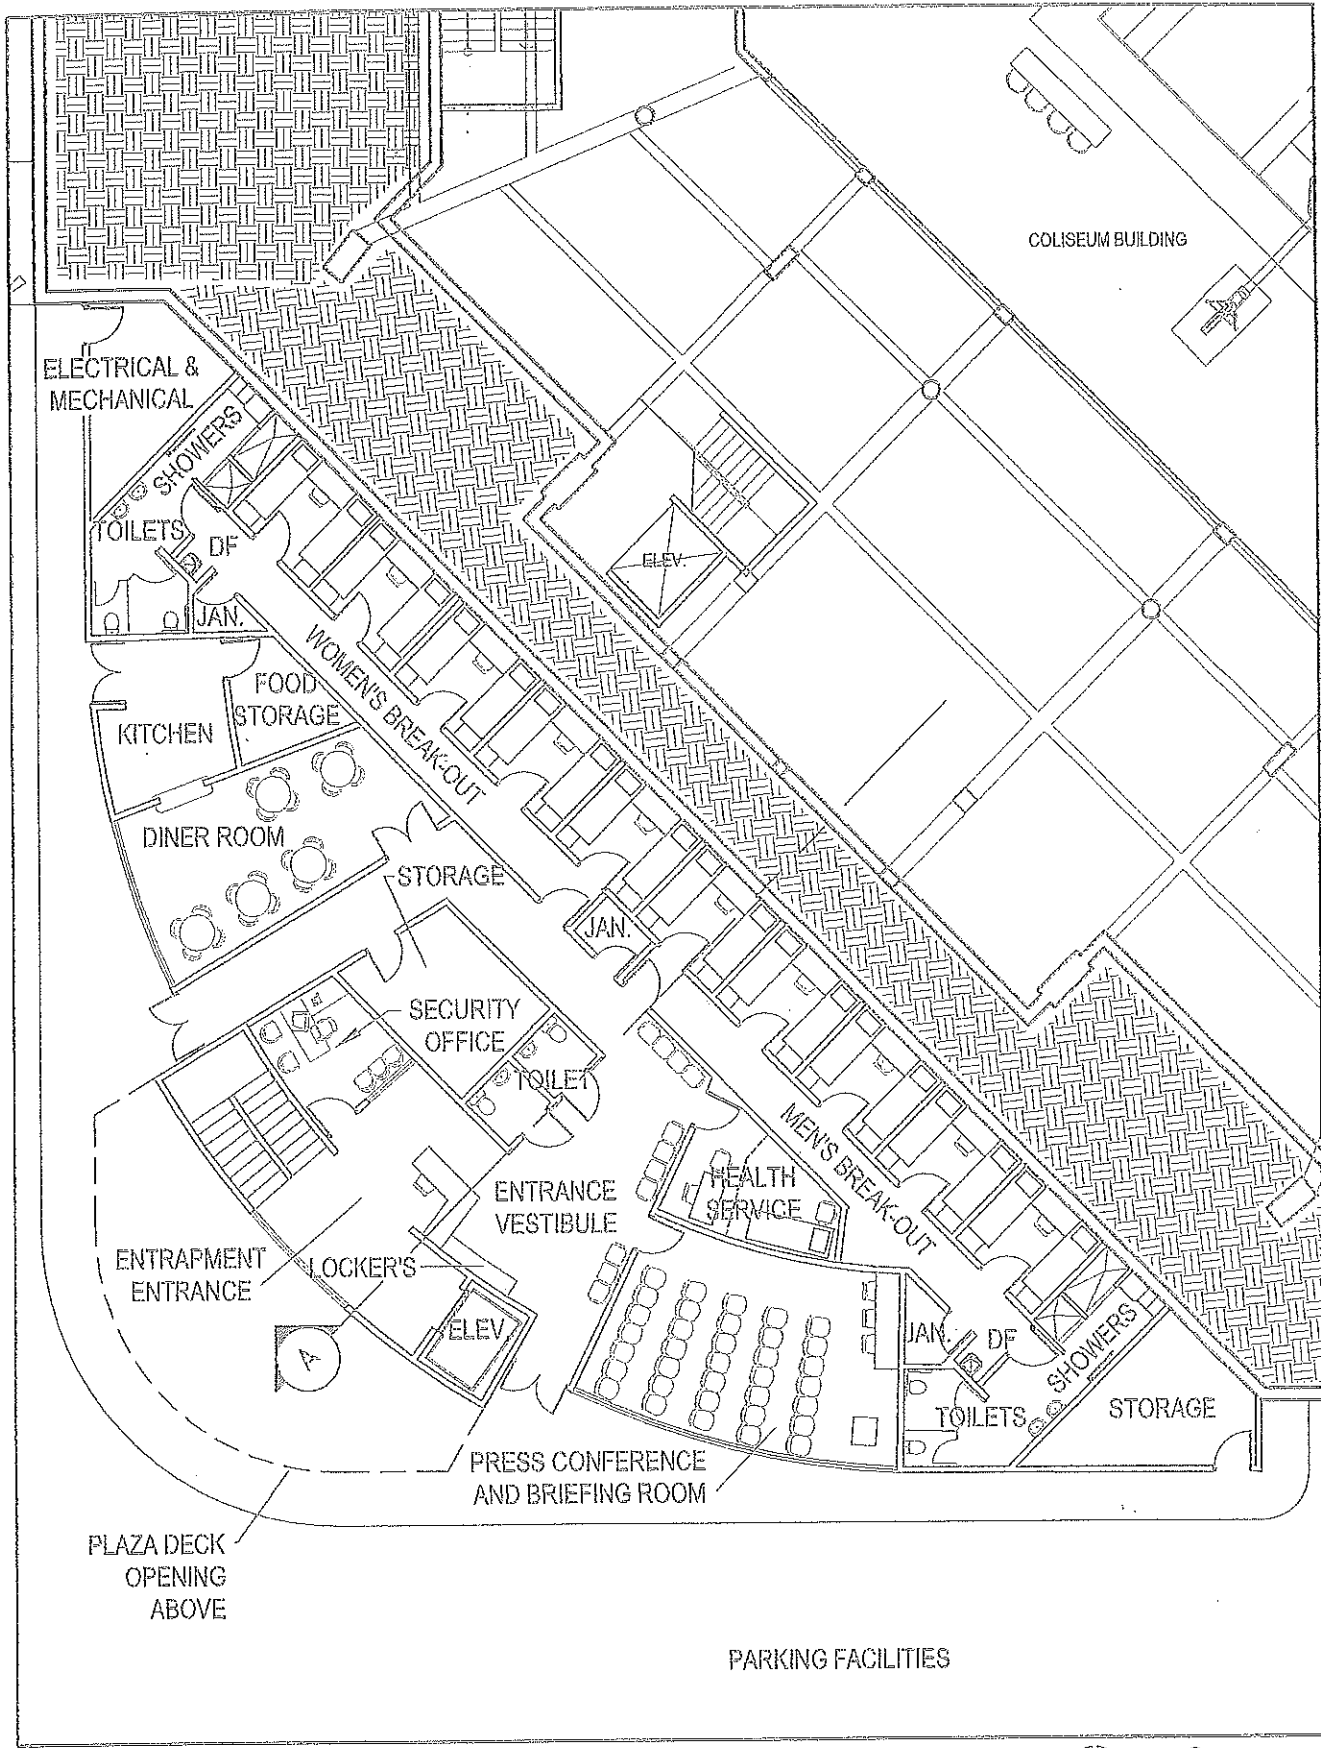 COLISEUM BUILDING
ELECTRICAL &
MECHANICAL
SHOWERS
TOILETS
DF
ELEV.
JAN.
WOMEN'S BREAK-OUT
FOOD
STORAGE
KITCHEN
DINER ROOM
STORAGE
JAN.
SECURITY
OFFICE
TOILET
MEN'S BREAK-OUT
HEALTH
SERVICE
ENTRANCE
VESTIBULE
ENTRAPMENT
ENTRANCE
LOCKER'S
ELEV.
A
JAN.
DF
SHOWERS
TOILETS
STORAGE
PRESS CONFERENCE
AND BRIEFING ROOM
PLAZA DECK
OPENING
ABOVE
PARKING FACILITIES